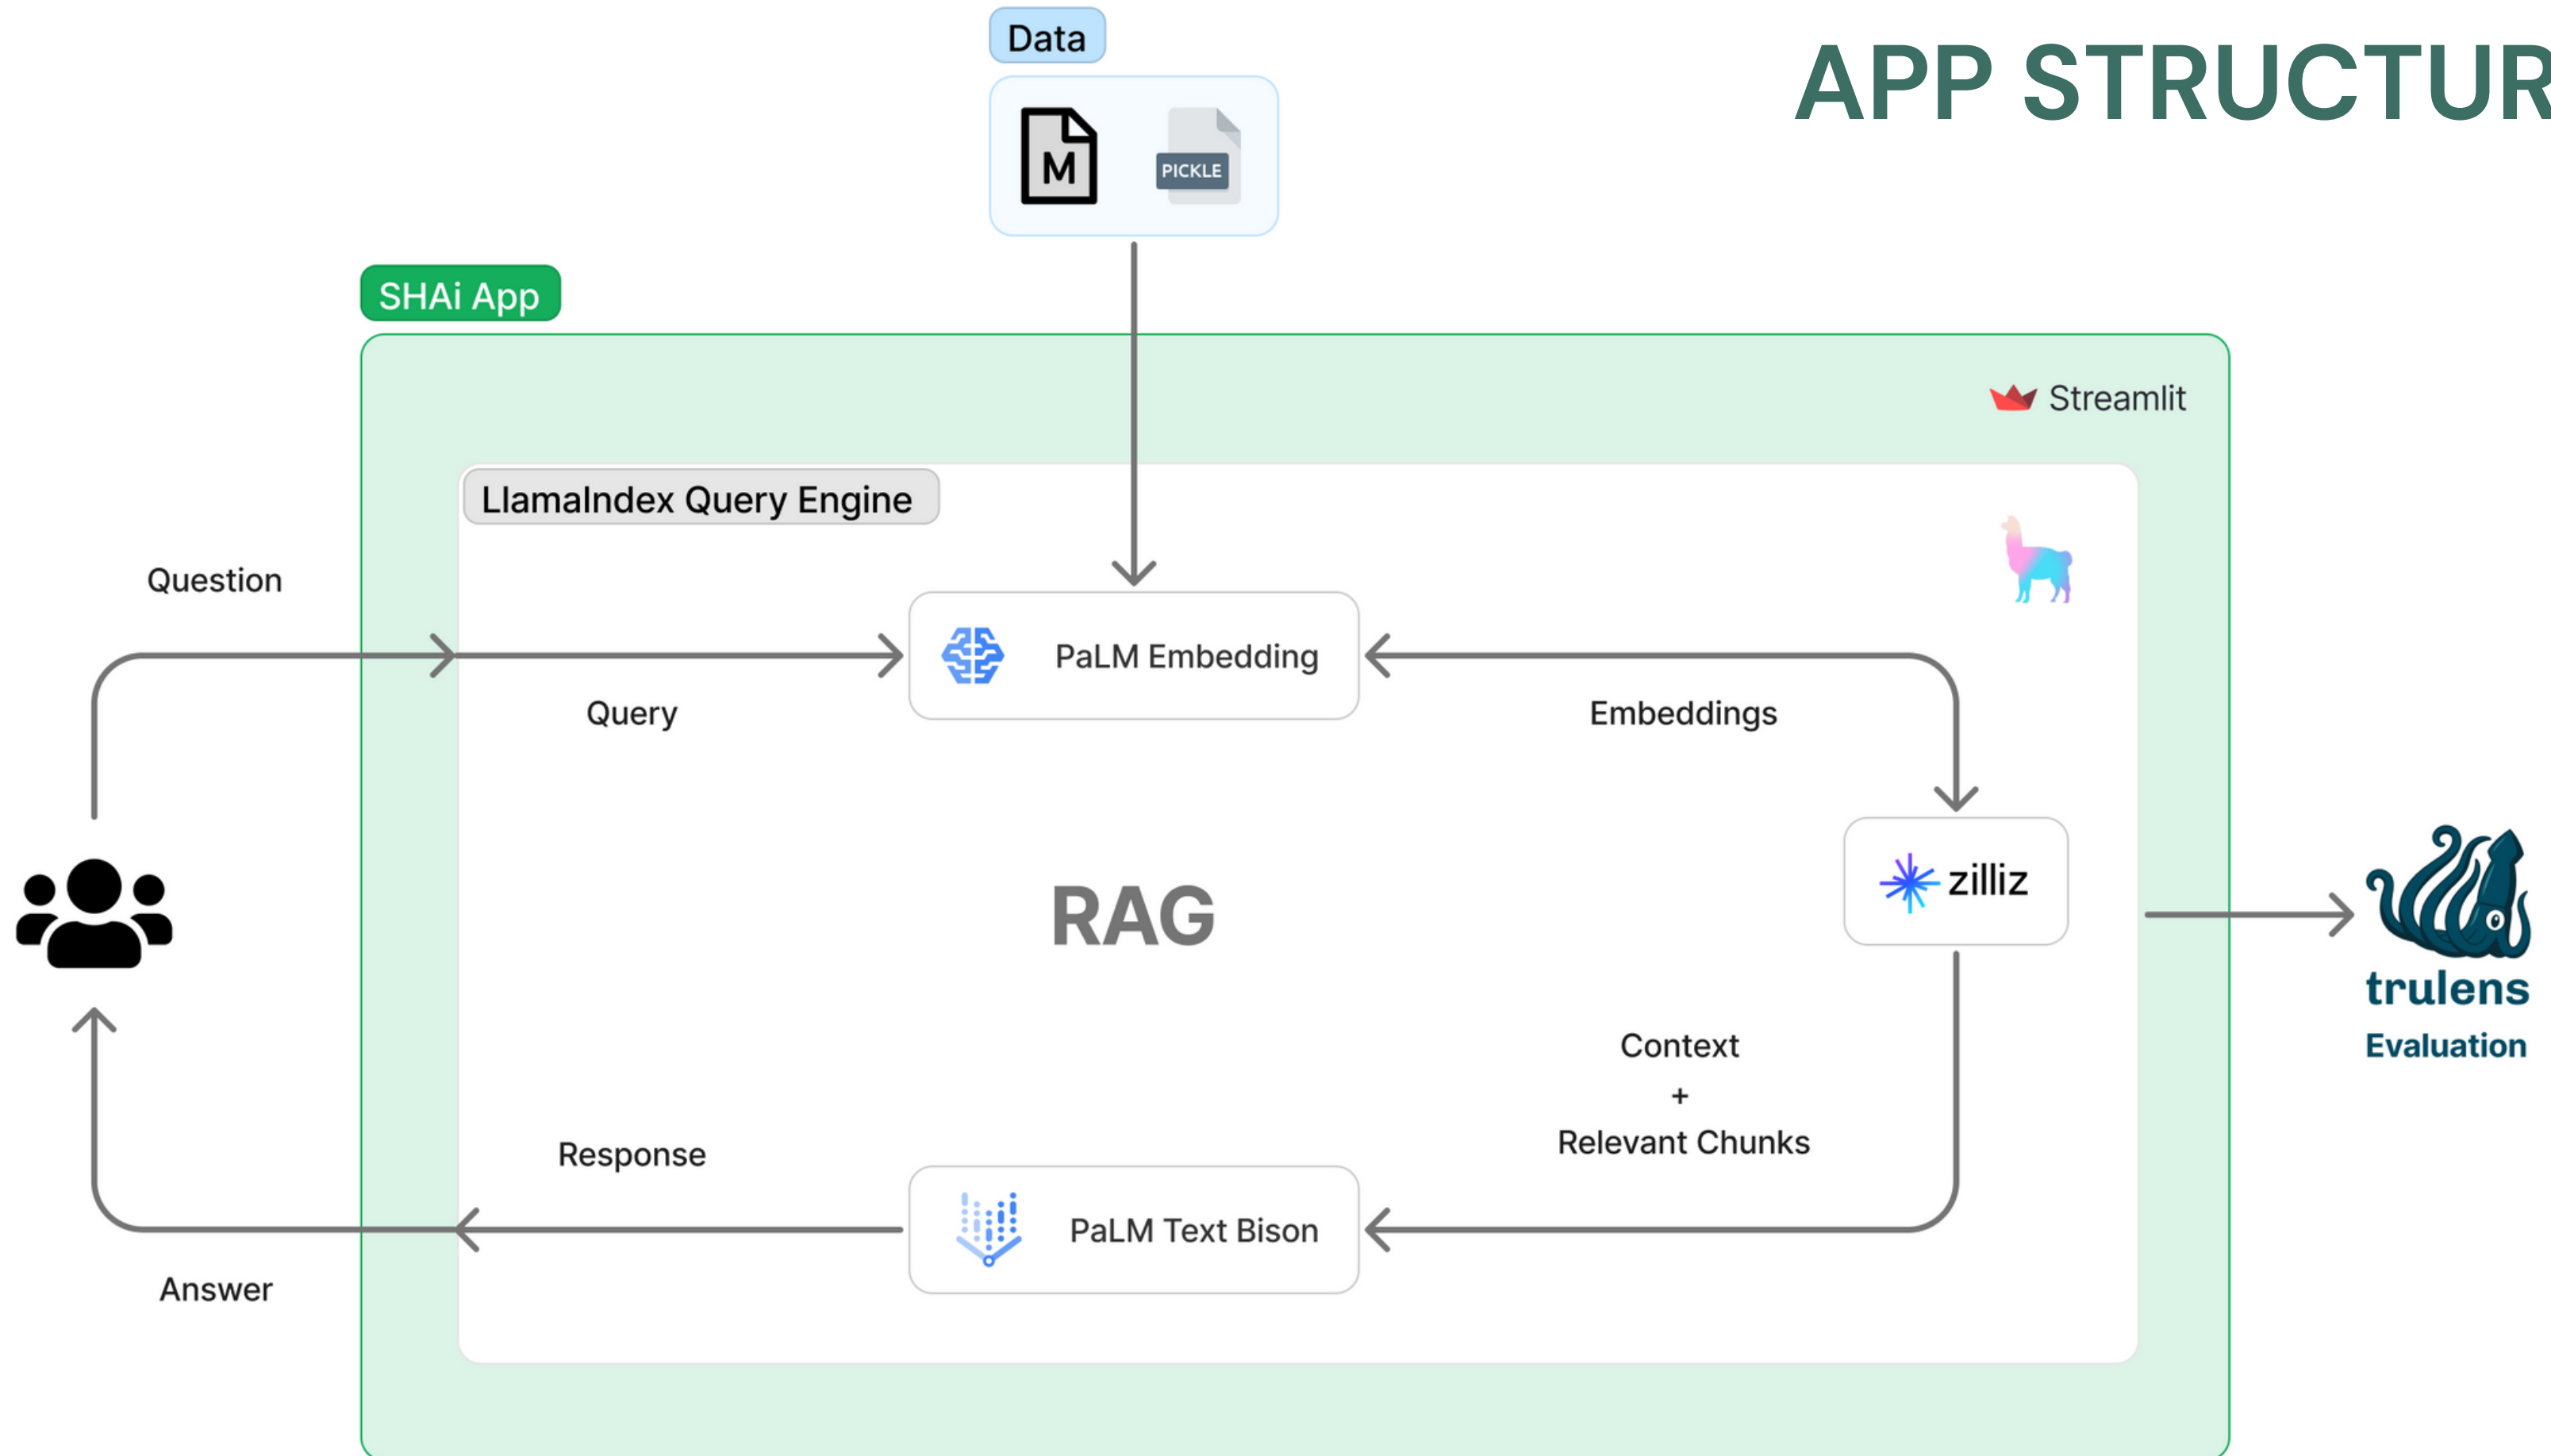 Data
APP STRUCTUR
M
PICKLE
SHAi App
Streamlit
LlamaIndex Query Engine
Question
PaLM Embedding
Query
Embeddings
zilliz
RAG
trulens
Evaluation
Context
+
Relevant Chunks
Response
PaLM Text Bison
Answer